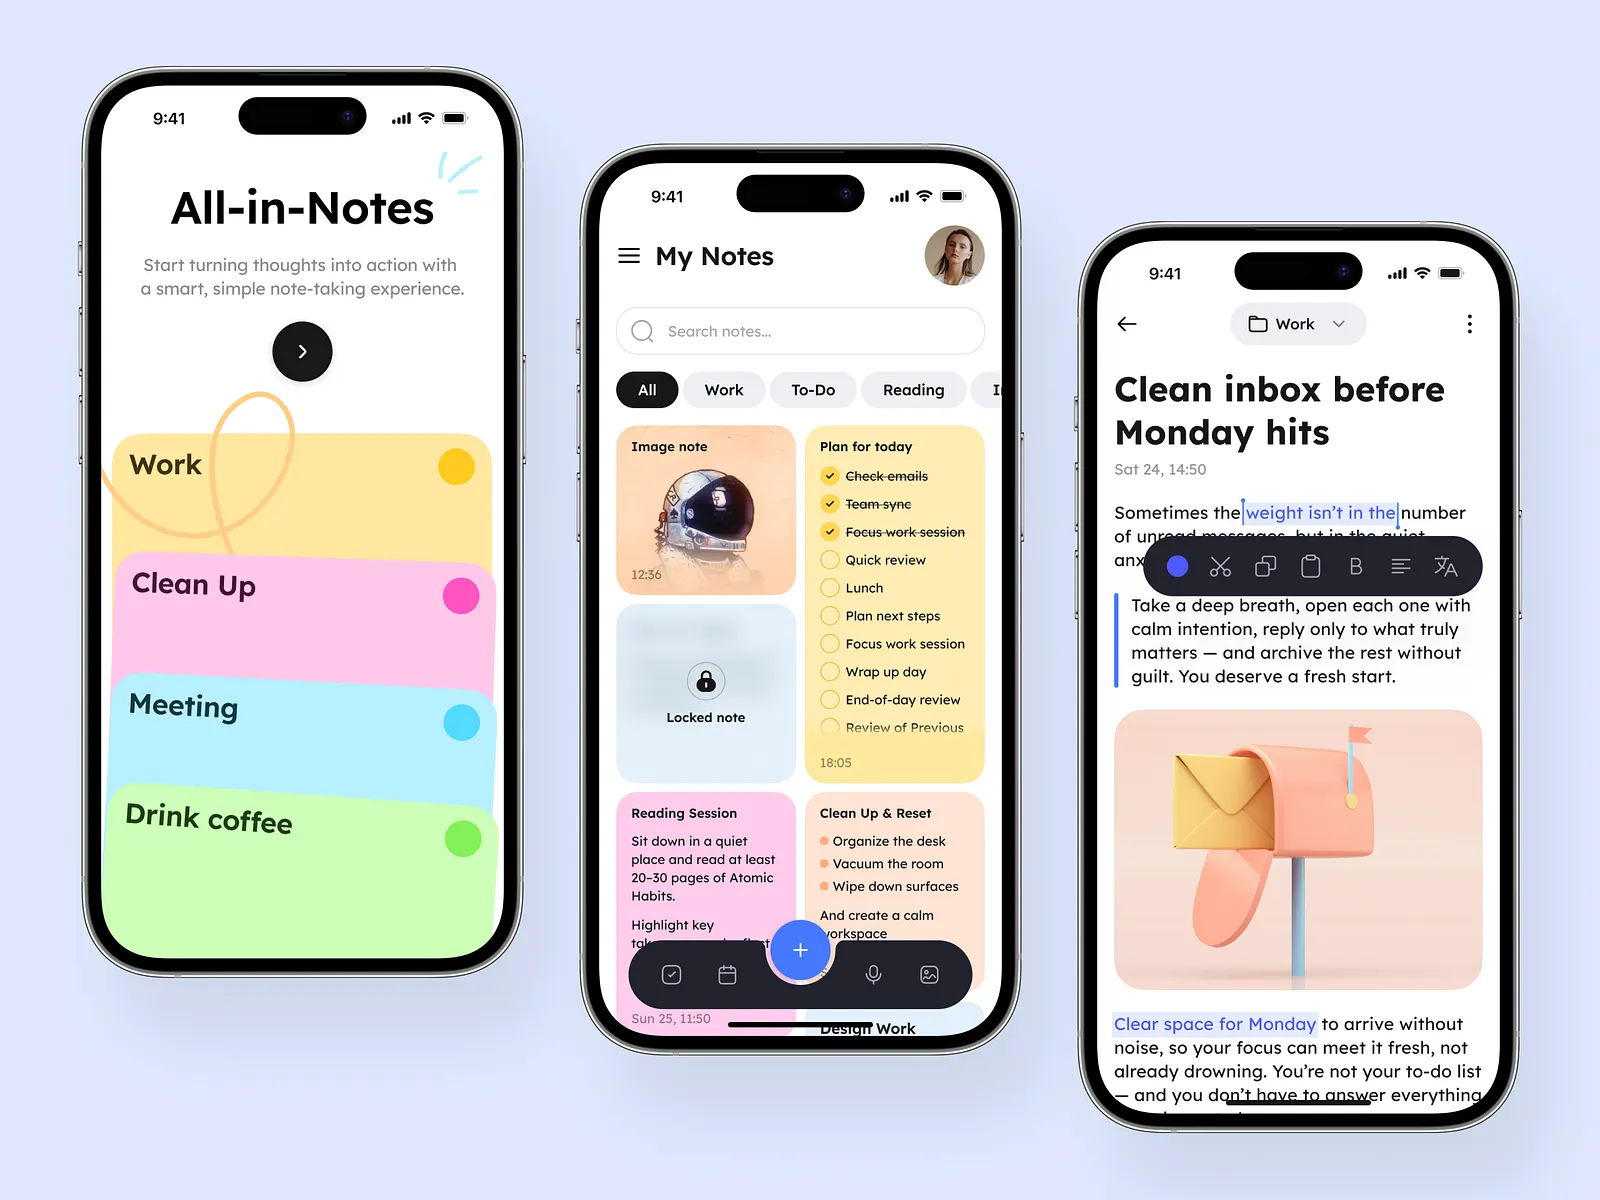 9:41
All-in-Notes
Start turning thoughts into action with
a smart, simple note-taking experience.
Work
Clean Up
Meeting
Drink coffee
9:41
My Notes
Search notes...
All
Work
To-Do
Reading
Image note
12:36
Locked note
Plan for today
Check emails
Team sync
Focus work session
Quick review
Lunch
Plan next steps
Focus work session
Wrap up day
End-of-day review
Review of Previous
18:05
Reading Session
Sit down in a quiet
place and read at least
20–30 pages of Atomic
Habits.
Highlight key
Sun 25, 11:50
Clean Up & Reset
Organize the desk
Vacuum the room
Wipe down surfaces
And create a calm
workspace
Design Work
9:41
Work
Clean inbox before
Monday hits
Sat 24, 14:50
Sometimes the weight isn’t in the number
of unread messages, but in the quiet
B
Take a deep breath, open each one with
calm intention, reply only to what truly
matters — and archive the rest without
guilt. You deserve a fresh start.
Clear space for Monday to arrive without
noise, so your focus can meet it fresh, not
already drowning. You’re not your to-do list
— and you don’t have to answer everything